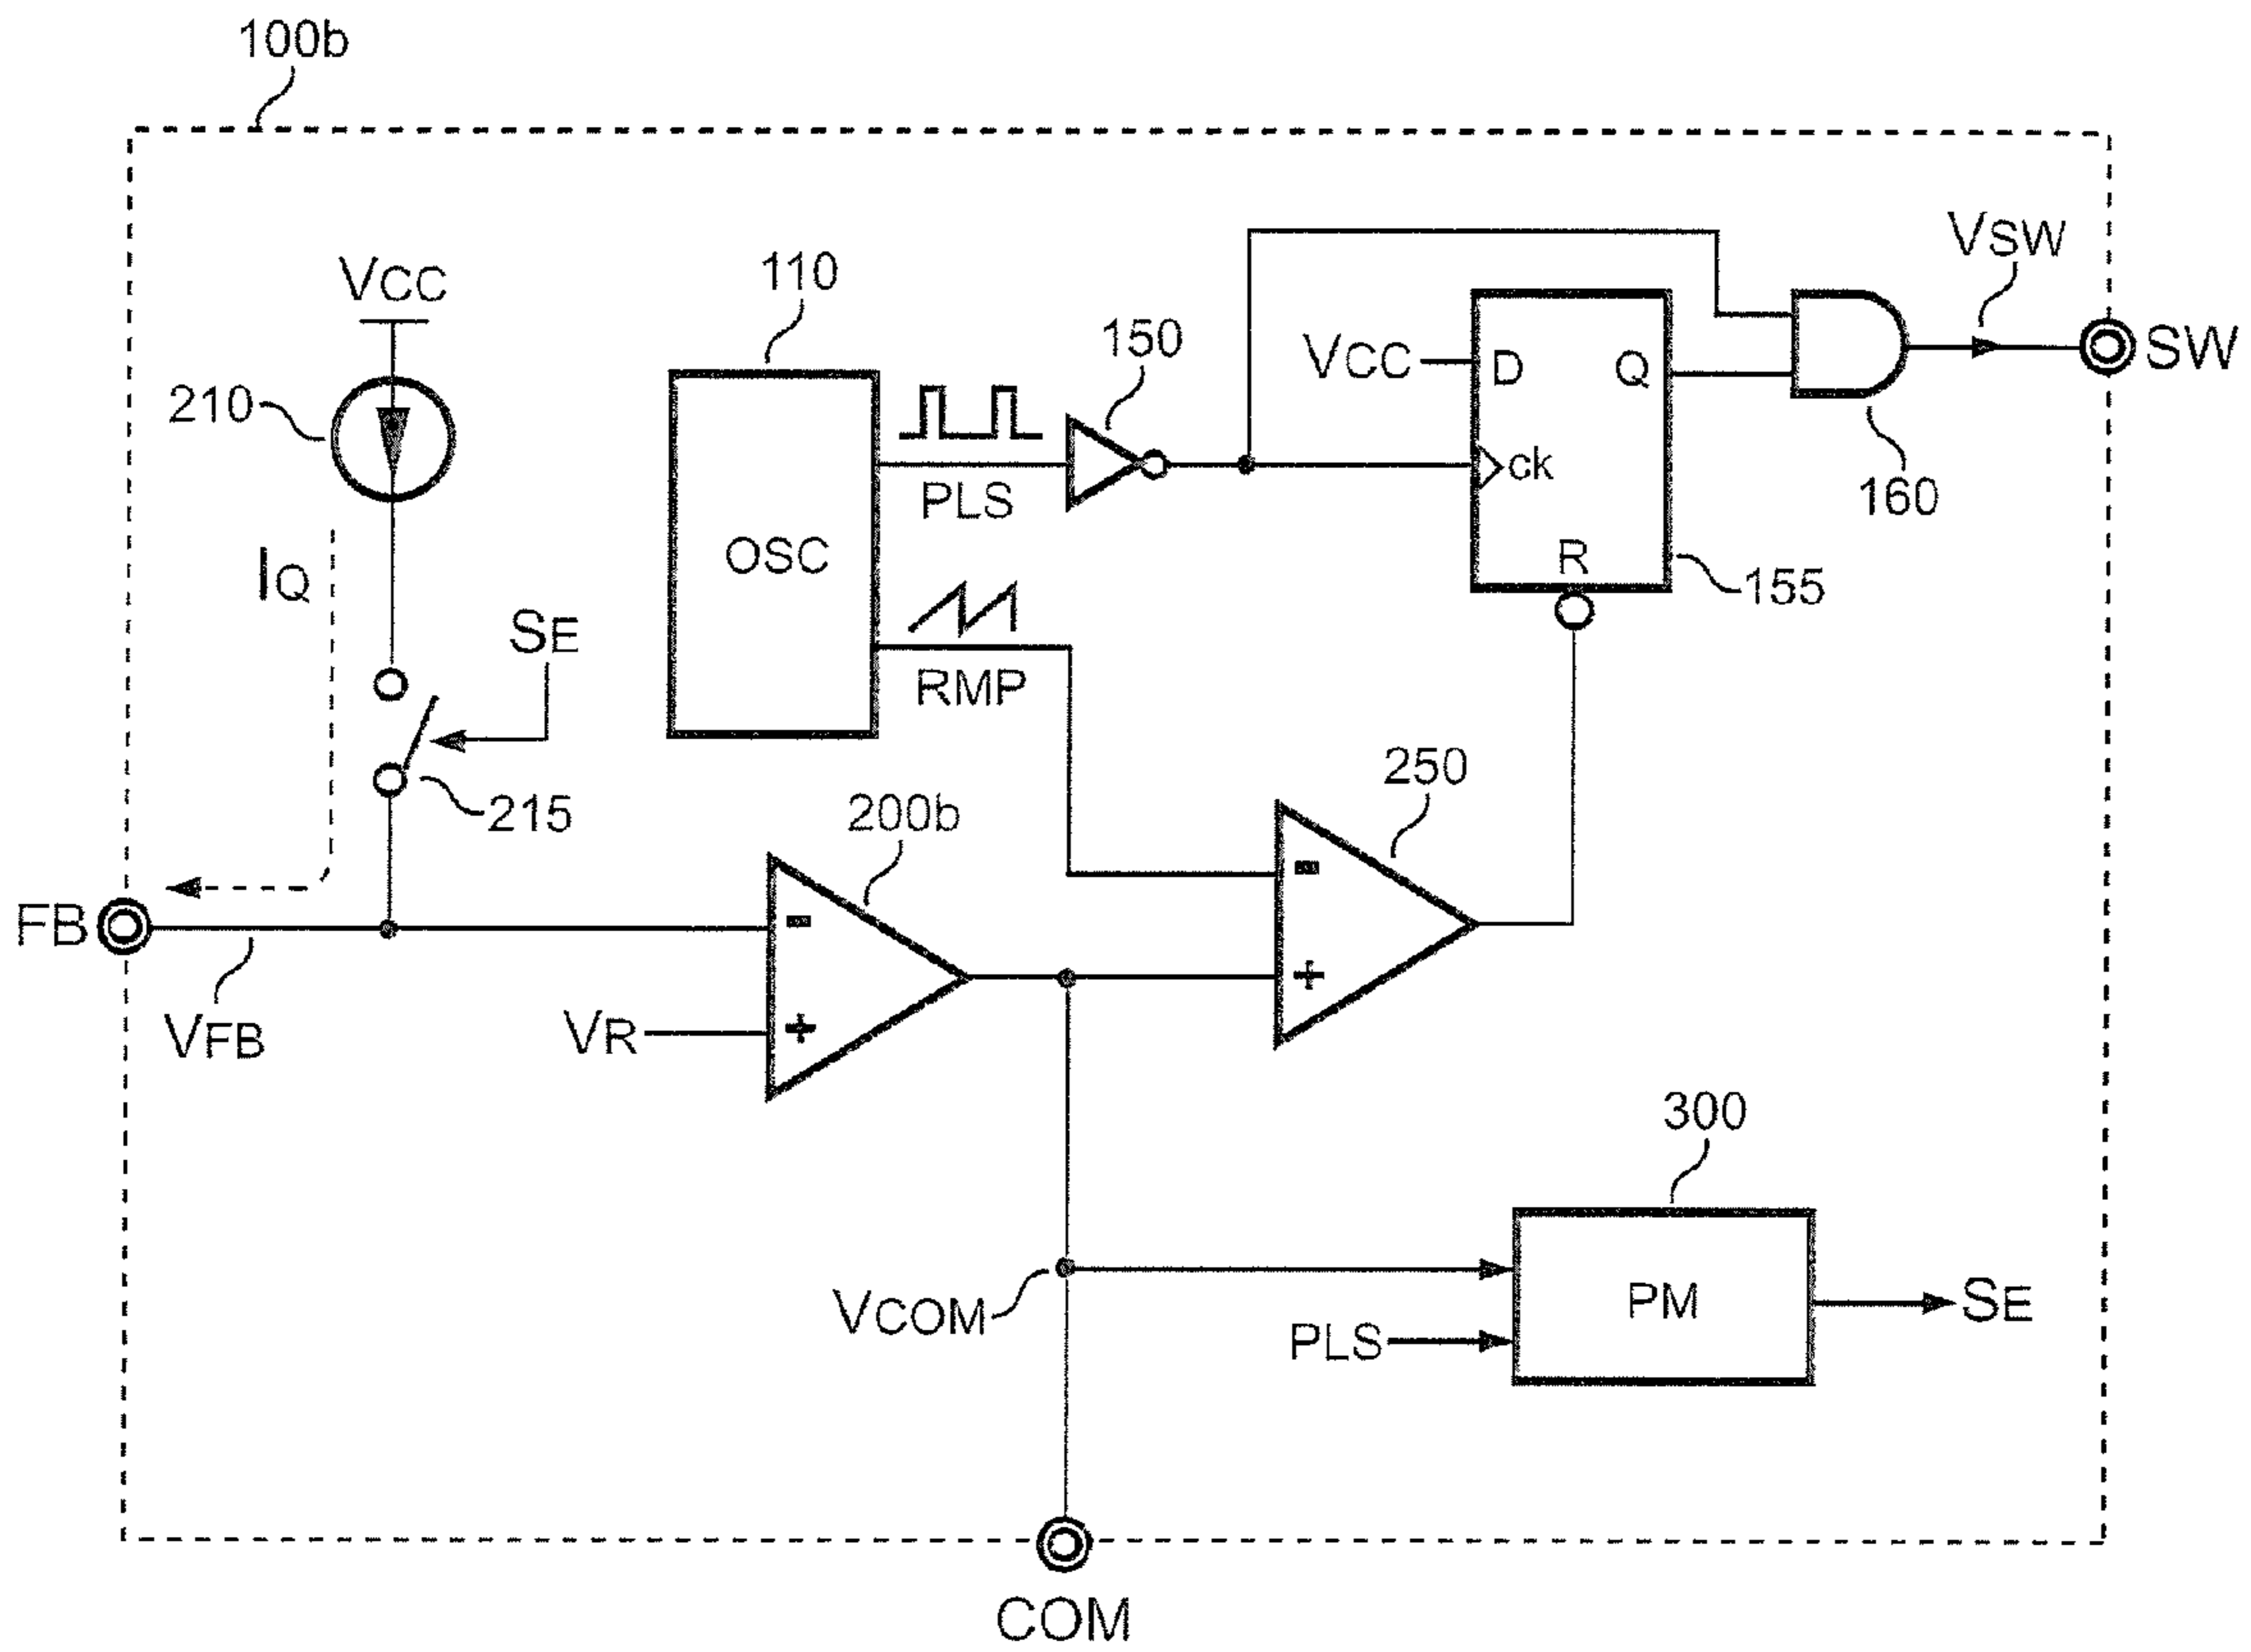 100b
VCC
210
IQ
SE
215
110
OSC
PLS
RMP
150
VCC
D
Q
ck
R
155
160
VSW
SW
FB
VFB
200b
-
+
VR
250
-
+
300
VCOM
PLS
PM
SE
COM